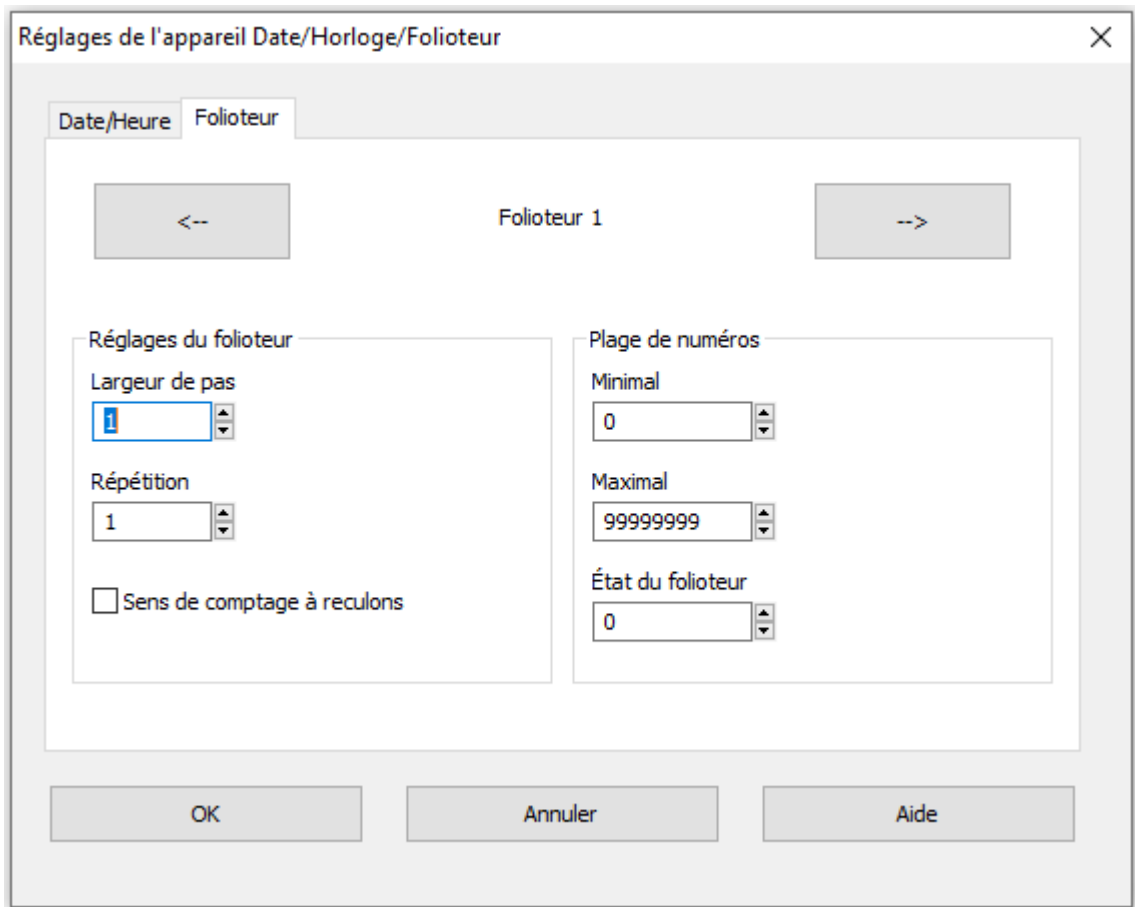 Réglages de l'appareil Date/Horloge/Folioteur
Date/Heure
Folioteur
<--
Folioteur 1
-->
Réglages du folioteur
Largeur de pas
1
Répétition
1
Sens de comptage à reculons
Plage de numéros
Minimal
0
Maximal
99999999
État du folioteur
0
OK
Annuler
Aide